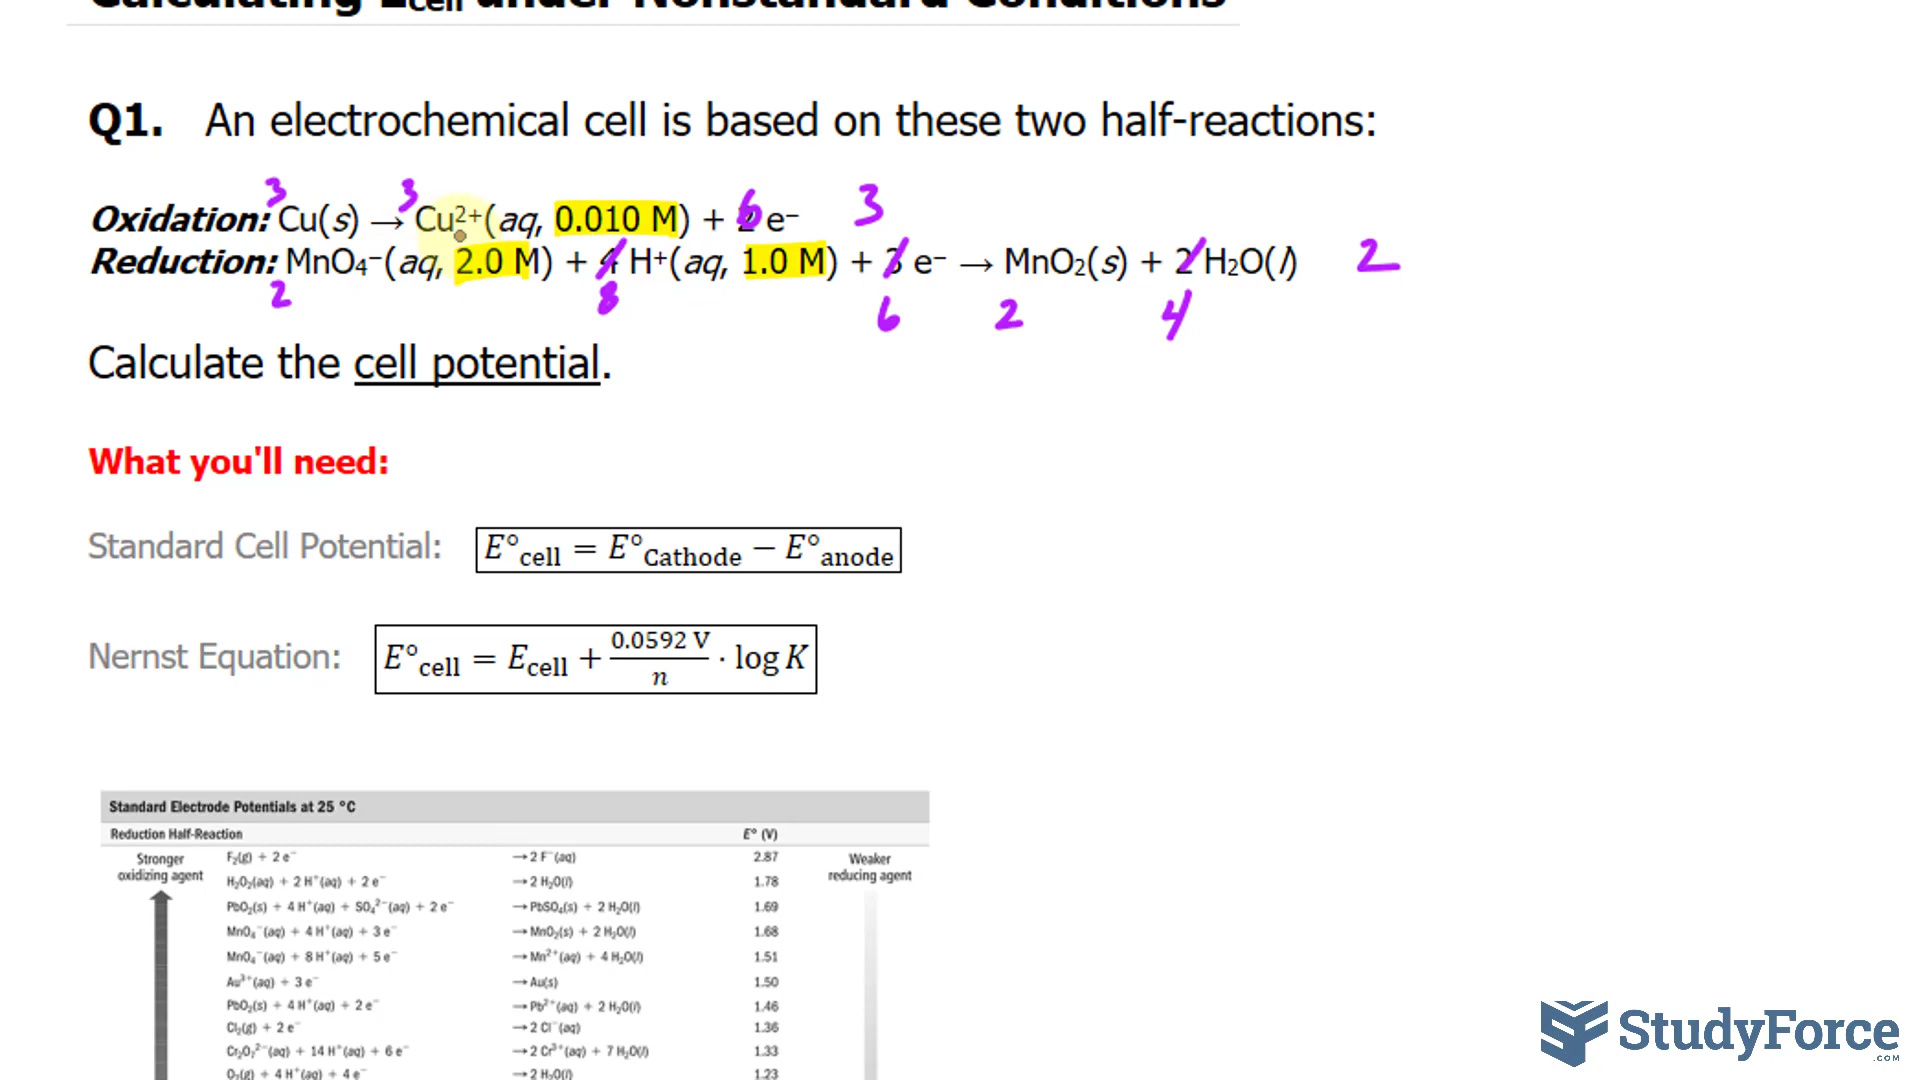 Calculating Ecell under Nonstandard Conditions
Q1. An electrochemical cell is based on these two half-reactions:
3 3 6 3
Oxidation: Cu(s) → Cu2+(aq, 0.010 M) + 2 e−
Reduction: MnO4−(aq, 2.0 M) + 4 H+(aq, 1.0 M) + 3 e− → MnO2(s) + 2 H2O(l) 2
2 8 6 2 4
Calculate the cell potential.
What you'll need:
Standard Cell Potential: E°cell = E°Cathode − E°anode
Nernst Equation: E°cell = Ecell + 0.0592 V / n · log K
Standard Electrode Potentials at 25 °C
Reduction Half-Reaction E° (V)
Stronger oxidizing agent
Weaker reducing agent
F2(g) + 2 e− → 2 F−(aq) 2.87
H2O2(aq) + 2 H+(aq) + 2 e− → 2 H2O(l) 1.78
PbO2(s) + 4 H+(aq) + SO42−(aq) + 2 e− → PbSO4(s) + 2 H2O(l) 1.69
MnO4−(aq) + 4 H+(aq) + 3 e− → MnO2(s) + 2 H2O(l) 1.68
MnO4−(aq) + 8 H+(aq) + 5 e− → Mn2+(aq) + 4 H2O(l) 1.51
Au3+(aq) + 3 e− → Au(s) 1.50
PbO2(s) + 4 H+(aq) + 2 e− → Pb2+(aq) + 2 H2O(l) 1.46
Cl2(g) + 2 e− → 2 Cl−(aq) 1.36
Cr2O72−(aq) + 14 H+(aq) + 6 e− → 2 Cr3+(aq) + 7 H2O(l) 1.33
O2(g) + 4 H+(aq) + 4 e− → 2 H2O(l) 1.23
StudyForce
.COM